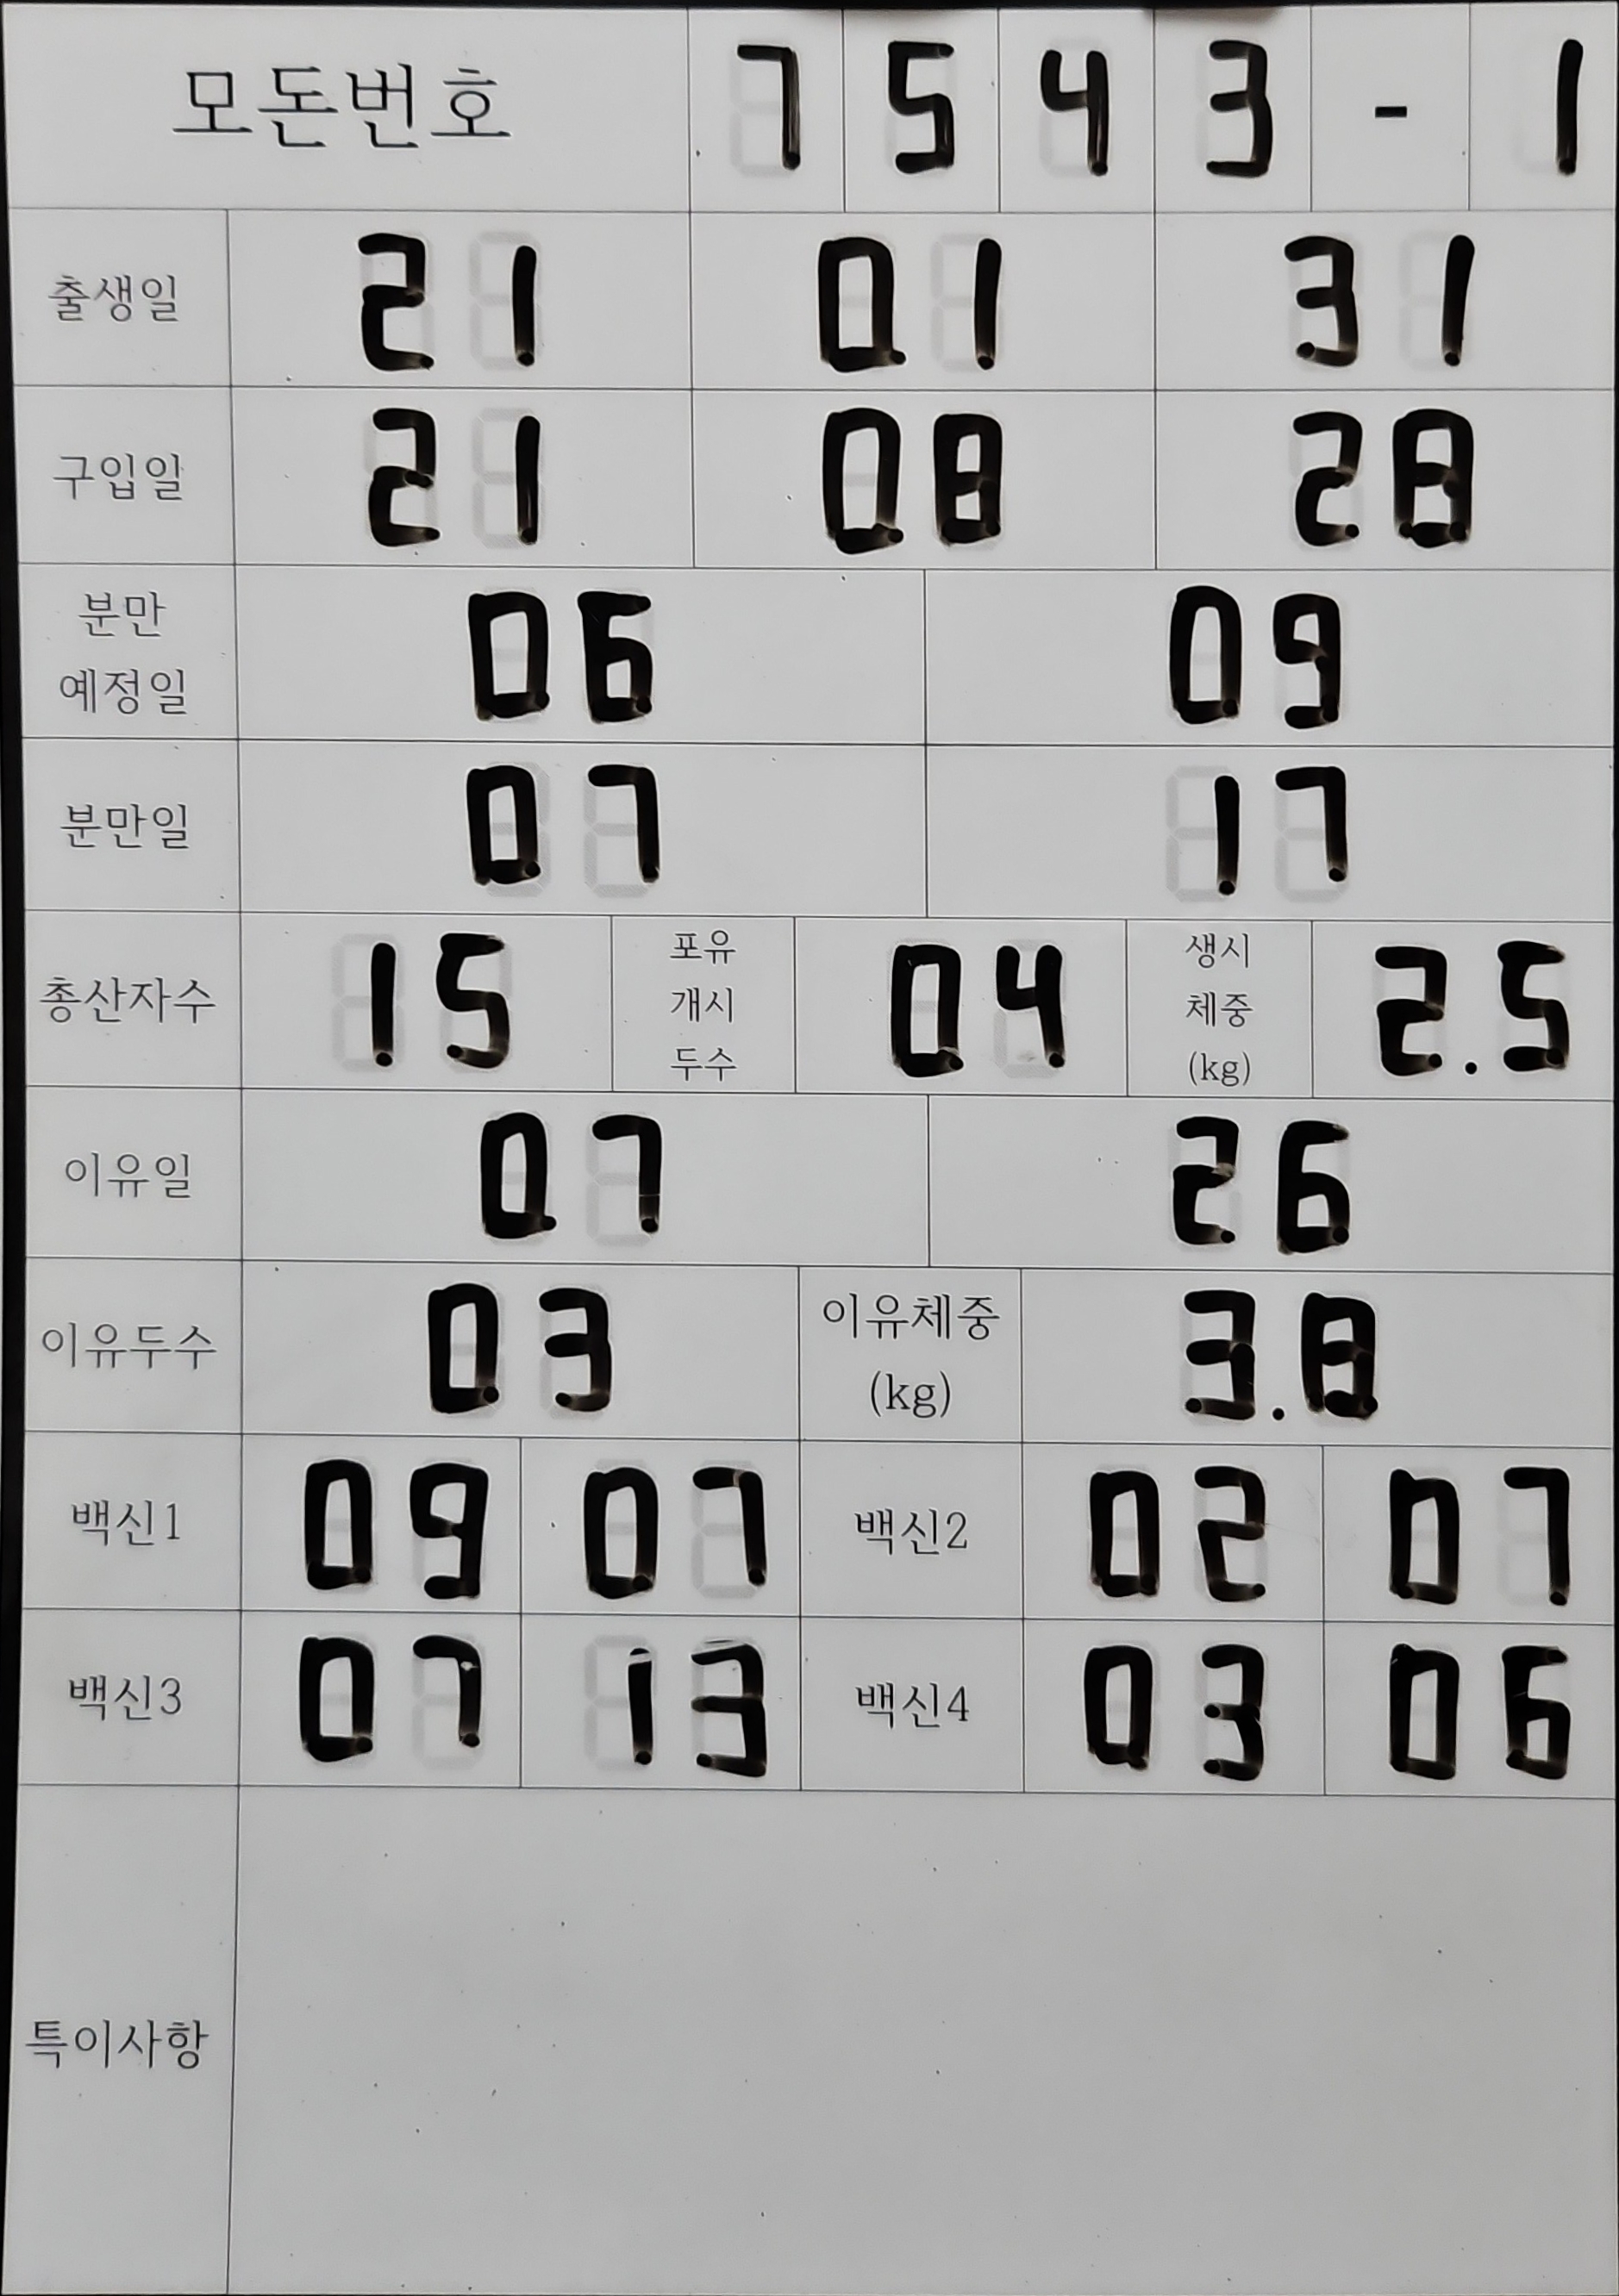 모돈번호 7 5 4 3 - 1
출생일 21 01 31
구입일 21 08 28
분만
예정일 06 09
분만일 07 17
총산자수 15 포유
개시
두수 04 생시
체중
(kg) 2.5
이유일 07 26
이유두수 03 이유체중
(kg) 3.8
백신1 09 07 백신2 02 07
백신3 07 13 백신4 03 06
특이사항